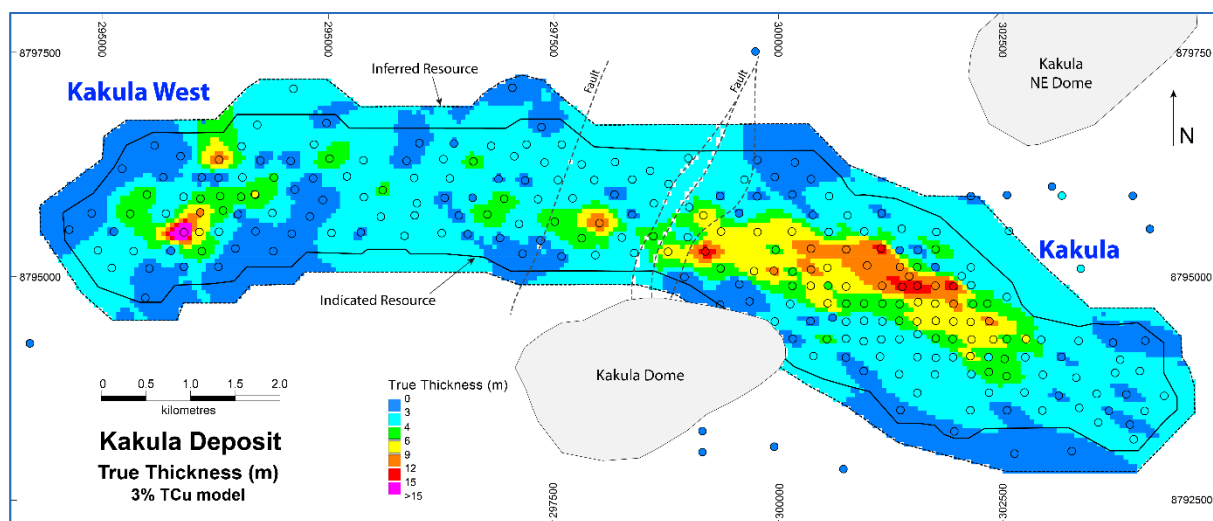 295000
295000
297500
300000
302500
8797500
8797500
Inferred Resource
Fault
Fault
Kakula
NE Dome
Kakula West
N
Kakula
8795000
8795000
Indicated Resource
Kakula Dome
0 0.5 1.0 1.5 2.0
kilometres
True Thickness (m)
0
3
4
6
9
12
15
>15
Kakula Deposit
True Thickness (m)
3% TCu model
297500
300000
302500
8792500